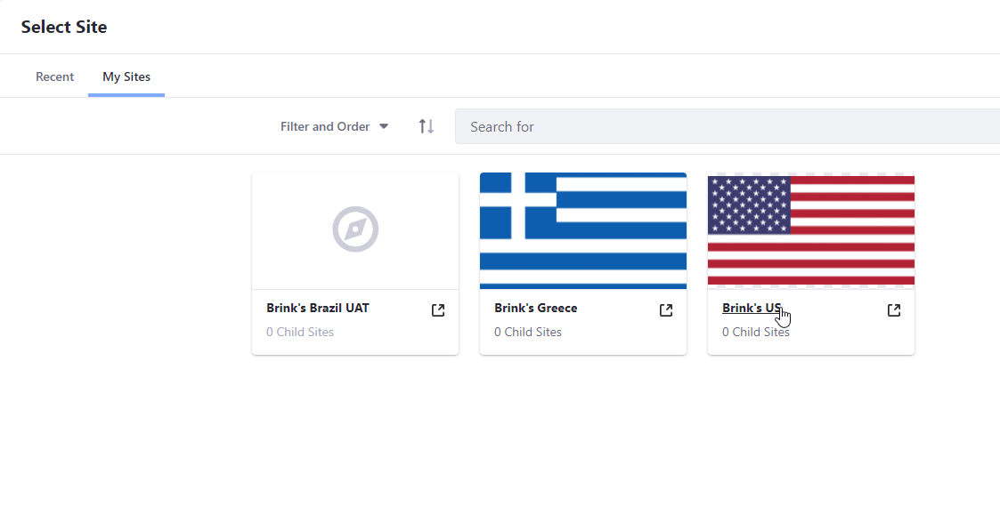 Select Site
Recent
My Sites
Filter and Order
Search for
Brink's Brazil UAT
0 Child Sites
Brink's Greece
0 Child Sites
Brink's US
0 Child Sites